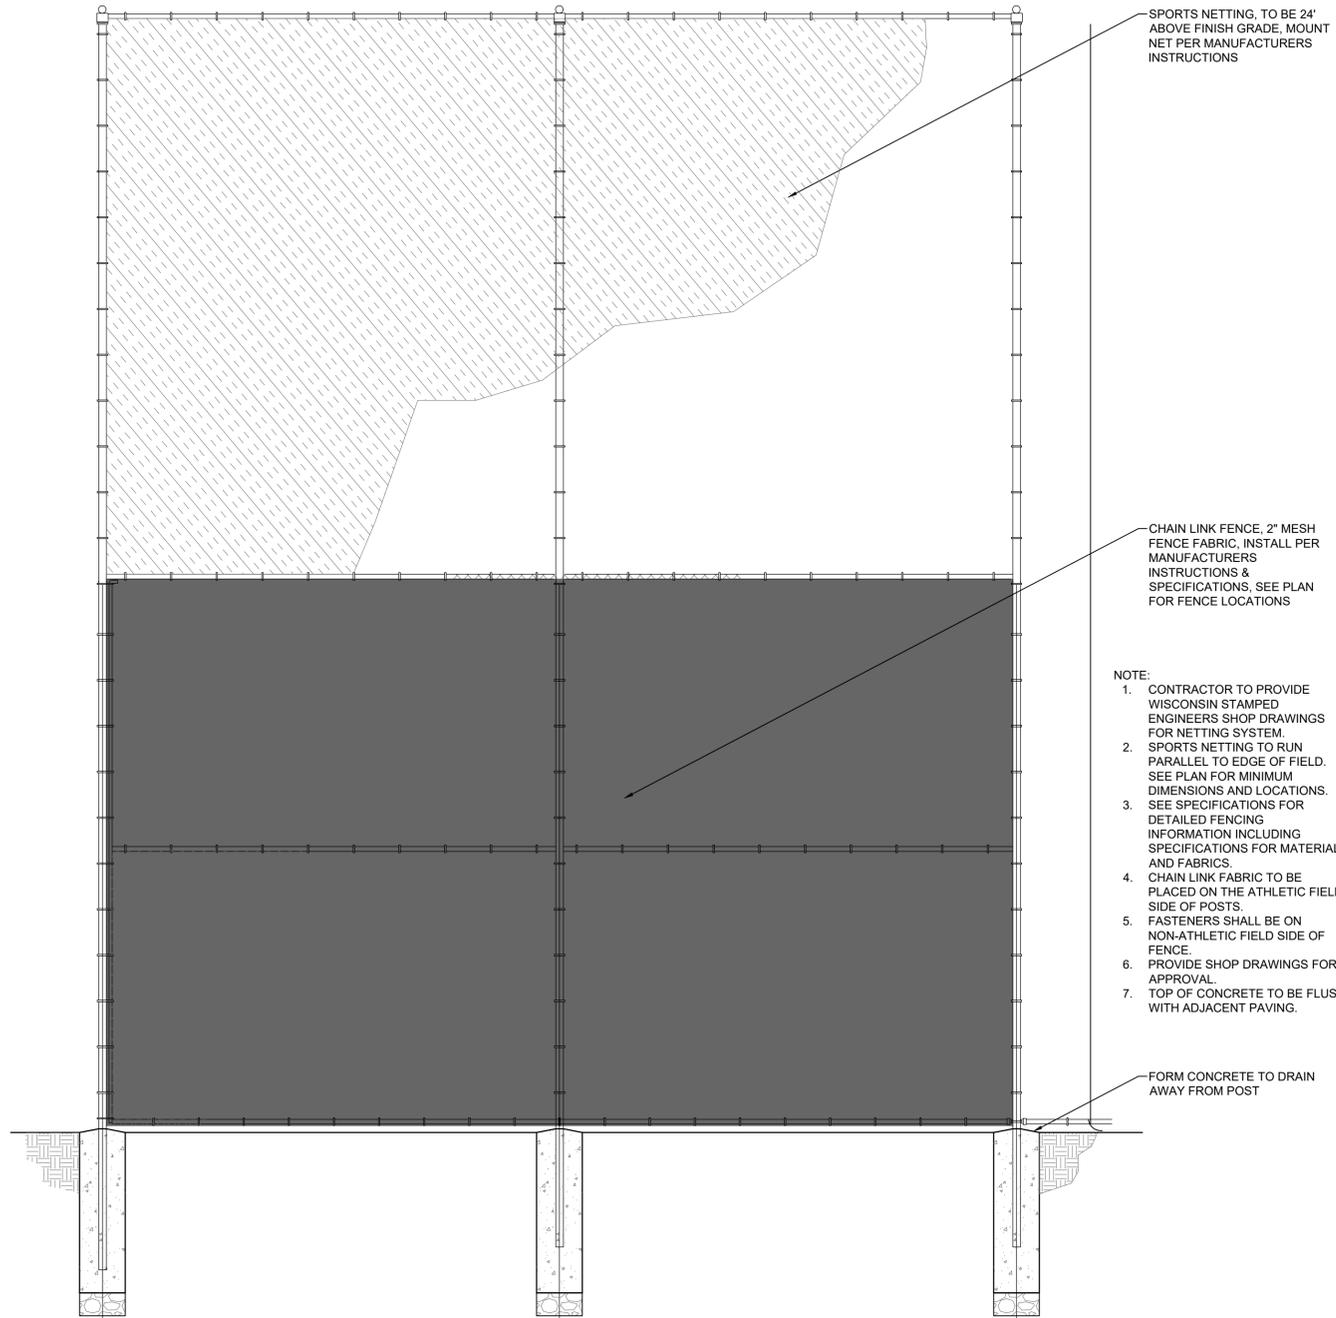 SPORTS NETTING, TO BE 24'
ABOVE FINISH GRADE, MOUNT
NET PER MANUFACTURERS
INSTRUCTIONS
CHAIN LINK FENCE, 2" MESH
FENCE FABRIC, INSTALL PER
MANUFACTURERS
INSTRUCTIONS &
SPECIFICATIONS, SEE PLAN
FOR FENCE LOCATIONS
NOTE:
1. CONTRACTOR TO PROVIDE
WISCONSIN STAMPED
ENGINEERS SHOP DRAWINGS
FOR NETTING SYSTEM.
2. SPORTS NETTING TO RUN
PARALLEL TO EDGE OF FIELD.
SEE PLAN FOR MINIMUM
DIMENSIONS AND LOCATIONS.
3. SEE SPECIFICATIONS FOR
DETAILED FENCING
INFORMATION INCLUDING
SPECIFICATIONS FOR MATERIAL
AND FABRICS.
4. CHAIN LINK FABRIC TO BE
PLACED ON THE ATHLETIC FIEL
SIDE OF POSTS.
5. FASTENERS SHALL BE ON
NON-ATHLETIC FIELD SIDE OF
FENCE.
6. PROVIDE SHOP DRAWINGS FOR
APPROVAL.
7. TOP OF CONCRETE TO BE FLUS
WITH ADJACENT PAVING.
FORM CONCRETE TO DRAIN
AWAY FROM POST